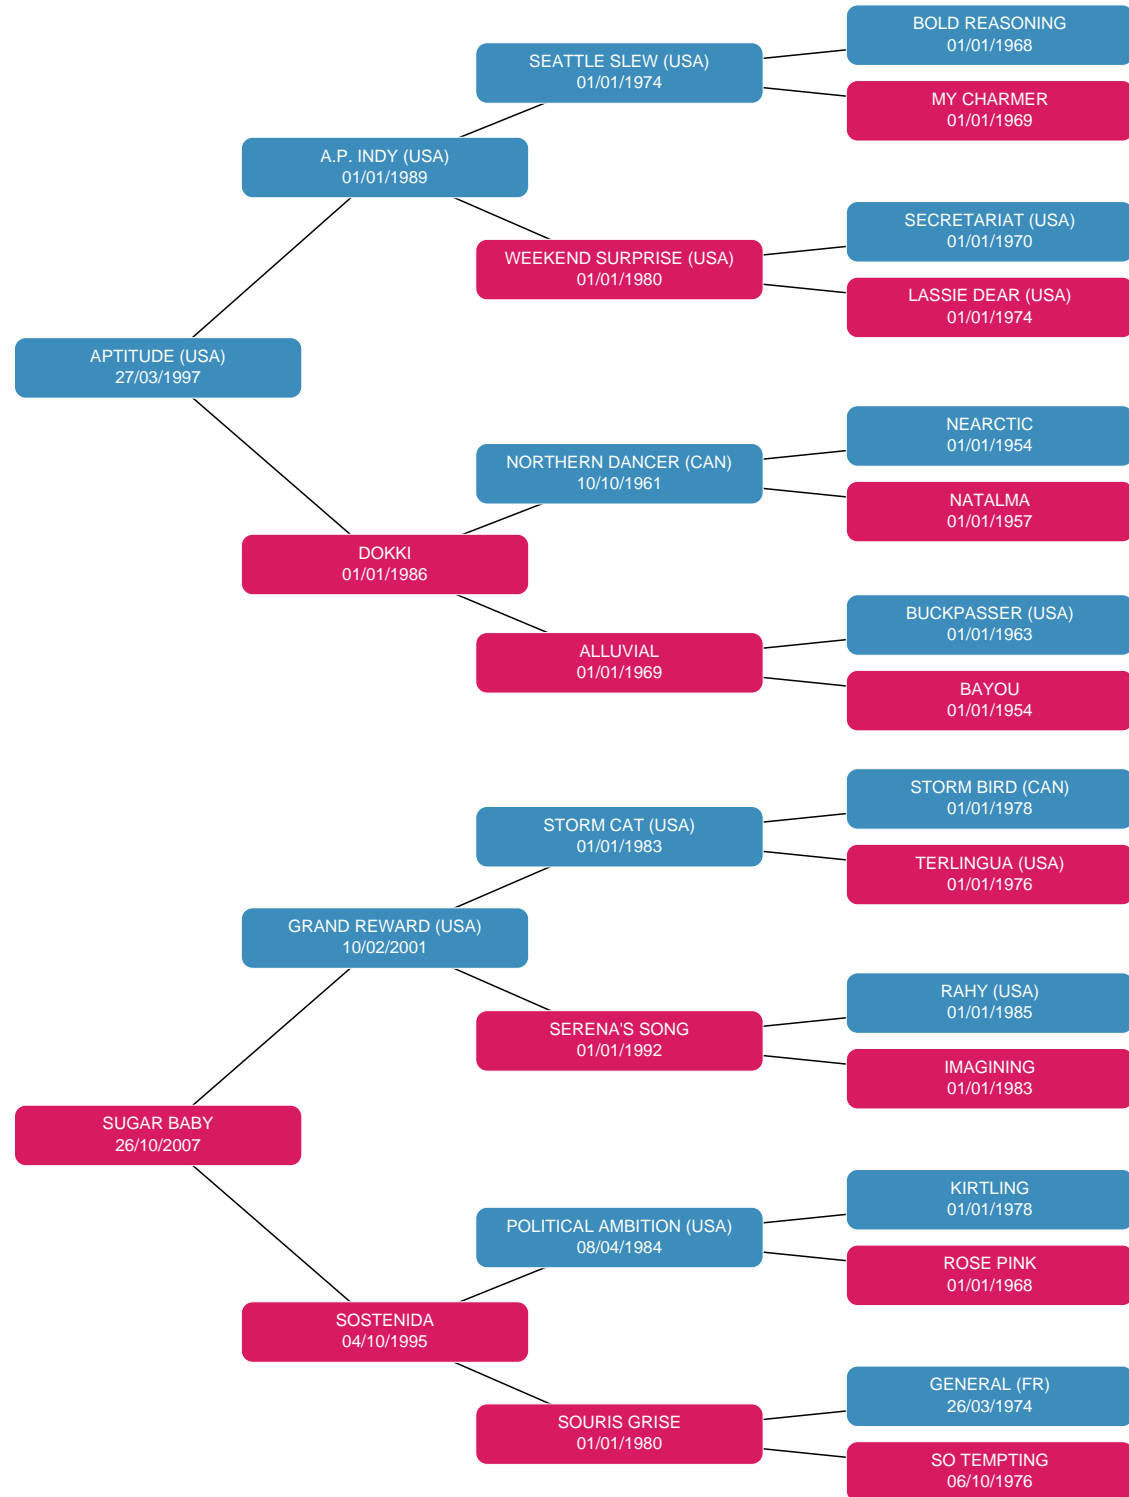 BOLD REASONING
01/01/1968
SEATTLE SLEW (USA)
01/01/1974
MY CHARMER
01/01/1969
A.P. INDY (USA)
01/01/1989
SECRETARIAT (USA)
01/01/1970
WEEKEND SURPRISE (USA)
01/01/1980
LASSIE DEAR (USA)
01/01/1974
APTITUDE (USA)
27/03/1997
NEARCTIC
01/01/1954
NORTHERN DANCER (CAN)
10/10/1961
NATALMA
01/01/1957
DOKKI
01/01/1986
BUCKPASSER (USA)
01/01/1963
ALLUVIAL
01/01/1969
BAYOU
01/01/1954
STORM BIRD (CAN)
01/01/1978
STORM CAT (USA)
01/01/1983
TERLINGUA (USA)
01/01/1976
GRAND REWARD (USA)
10/02/2001
RAHY (USA)
01/01/1985
SERENA'S SONG
01/01/1992
IMAGINING
01/01/1983
SUGAR BABY
26/10/2007
KIRTLING
01/01/1978
POLITICAL AMBITION (USA)
08/04/1984
ROSE PINK
01/01/1968
SOSTENIDA
04/10/1995
GENERAL (FR)
26/03/1974
SOURIS GRISE
01/01/1980
SO TEMPTING
06/10/1976